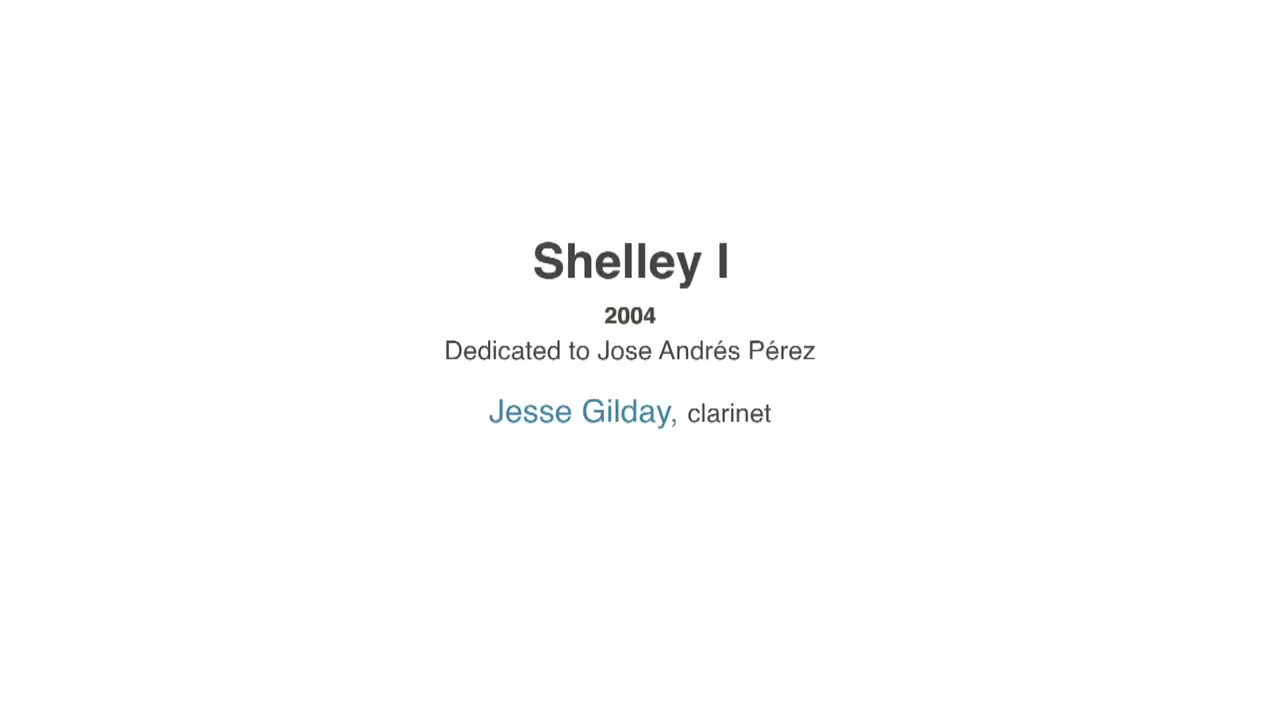 Shelley I
2004
Dedicated to Jose Andrés Pérez
Jesse Gilday, clarinet